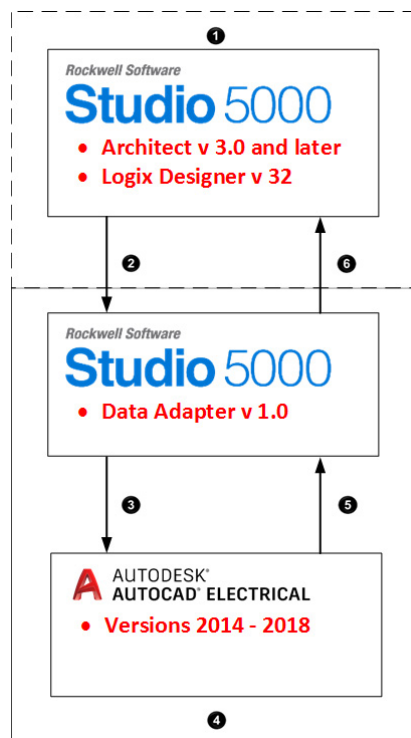 1
Rockwell Software
Studio 5000
• Architect v 3.0 and later
• Logix Designer v 32
2
6
Rockwell Software
Studio 5000
• Data Adapter v 1.0
3
5
A AUTODESK®
AUTOCAD® ELECTRICAL
• Versions 2014 - 2018
4